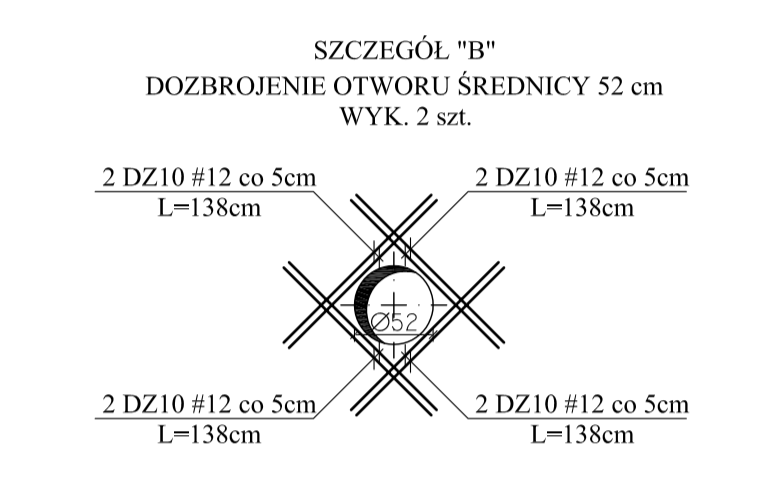 SZCZEGÓŁ "B"
DOZBROJENIE OTWORU ŚREDNICY 52 cm
WYK. 2 szt.
2 DZ10 #12 co 5cm
L=138cm
2 DZ10 #12 co 5cm
L=138cm
Ø52
2 DZ10 #12 co 5cm
L=138cm
2 DZ10 #12 co 5cm
L=138cm